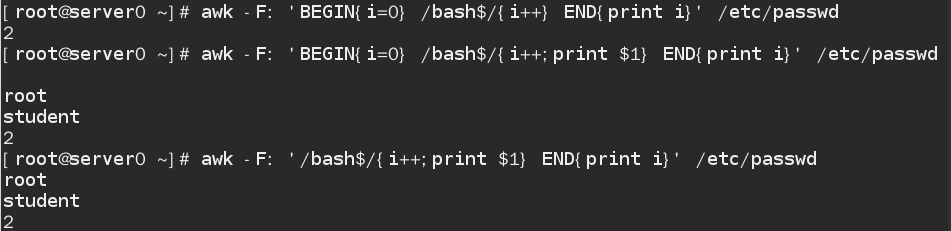 [root@server0 ~]# awk -F: 'BEGIN{i=0} /bash$/{i++} END{print i}' /etc/passwd
2
[root@server0 ~]# awk -F: 'BEGIN{i=0} /bash$/{i++;print $1} END{print i}' /etc/passwd
root
student
2
[root@server0 ~]# awk -F: '/bash$/{i++;print $1} END{print i}' /etc/passwd
root
student
2